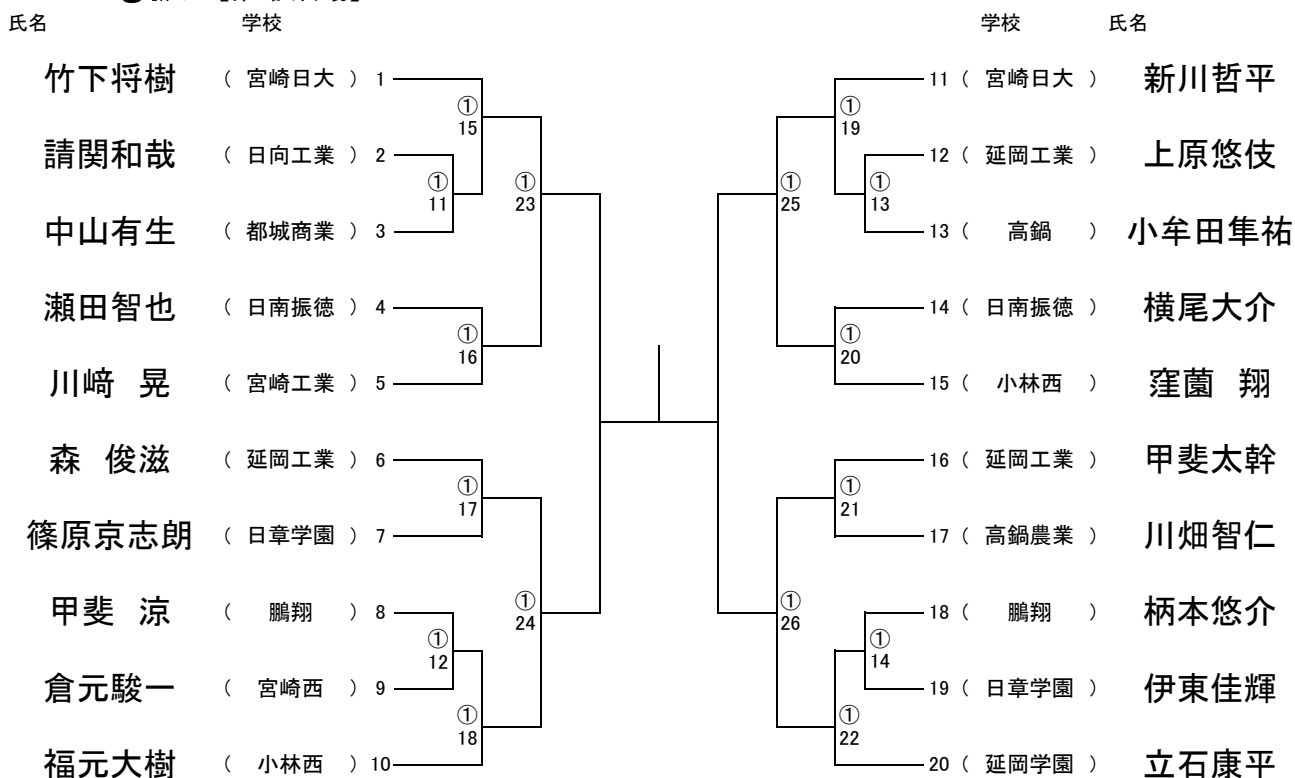 氏名 学校 学校 氏名
竹下将樹 ( 宮崎日大 ) 1 11 ( 宮崎日大 ) 新川哲平
① ①
15 19
請関和哉 ( 日向工業 ) 2 12 ( 延岡工業 ) 上原悠伎
① ① ① ①
11 23 25 13
中山有生 ( 都城商業 ) 3 13 ( 高鍋 ) 小牟田隼祐
瀬田智也 ( 日南振徳 ) 4 14 ( 日南振徳 ) 横尾大介
① ①
16 20
川﨑 晃 ( 宮崎工業 ) 5 15 ( 小林西 ) 窪薗 翔
森 俊滋 ( 延岡工業 ) 6 16 ( 延岡工業 ) 甲斐太幹
① ①
17 21
篠原京志朗 ( 日章学園 ) 7 17 ( 高鍋農業 ) 川畑智仁
甲斐 涼 ( 鵬翔 ) 8 18 ( 鵬翔 ) 柄本悠介
① ① ① ①
12 24 26 14
倉元駿一 ( 宮崎西 ) 9 19 ( 日章学園 ) 伊東佳輝
① ①
18 22
福元大樹 ( 小林西 ) 10 20 ( 延岡学園 ) 立石康平